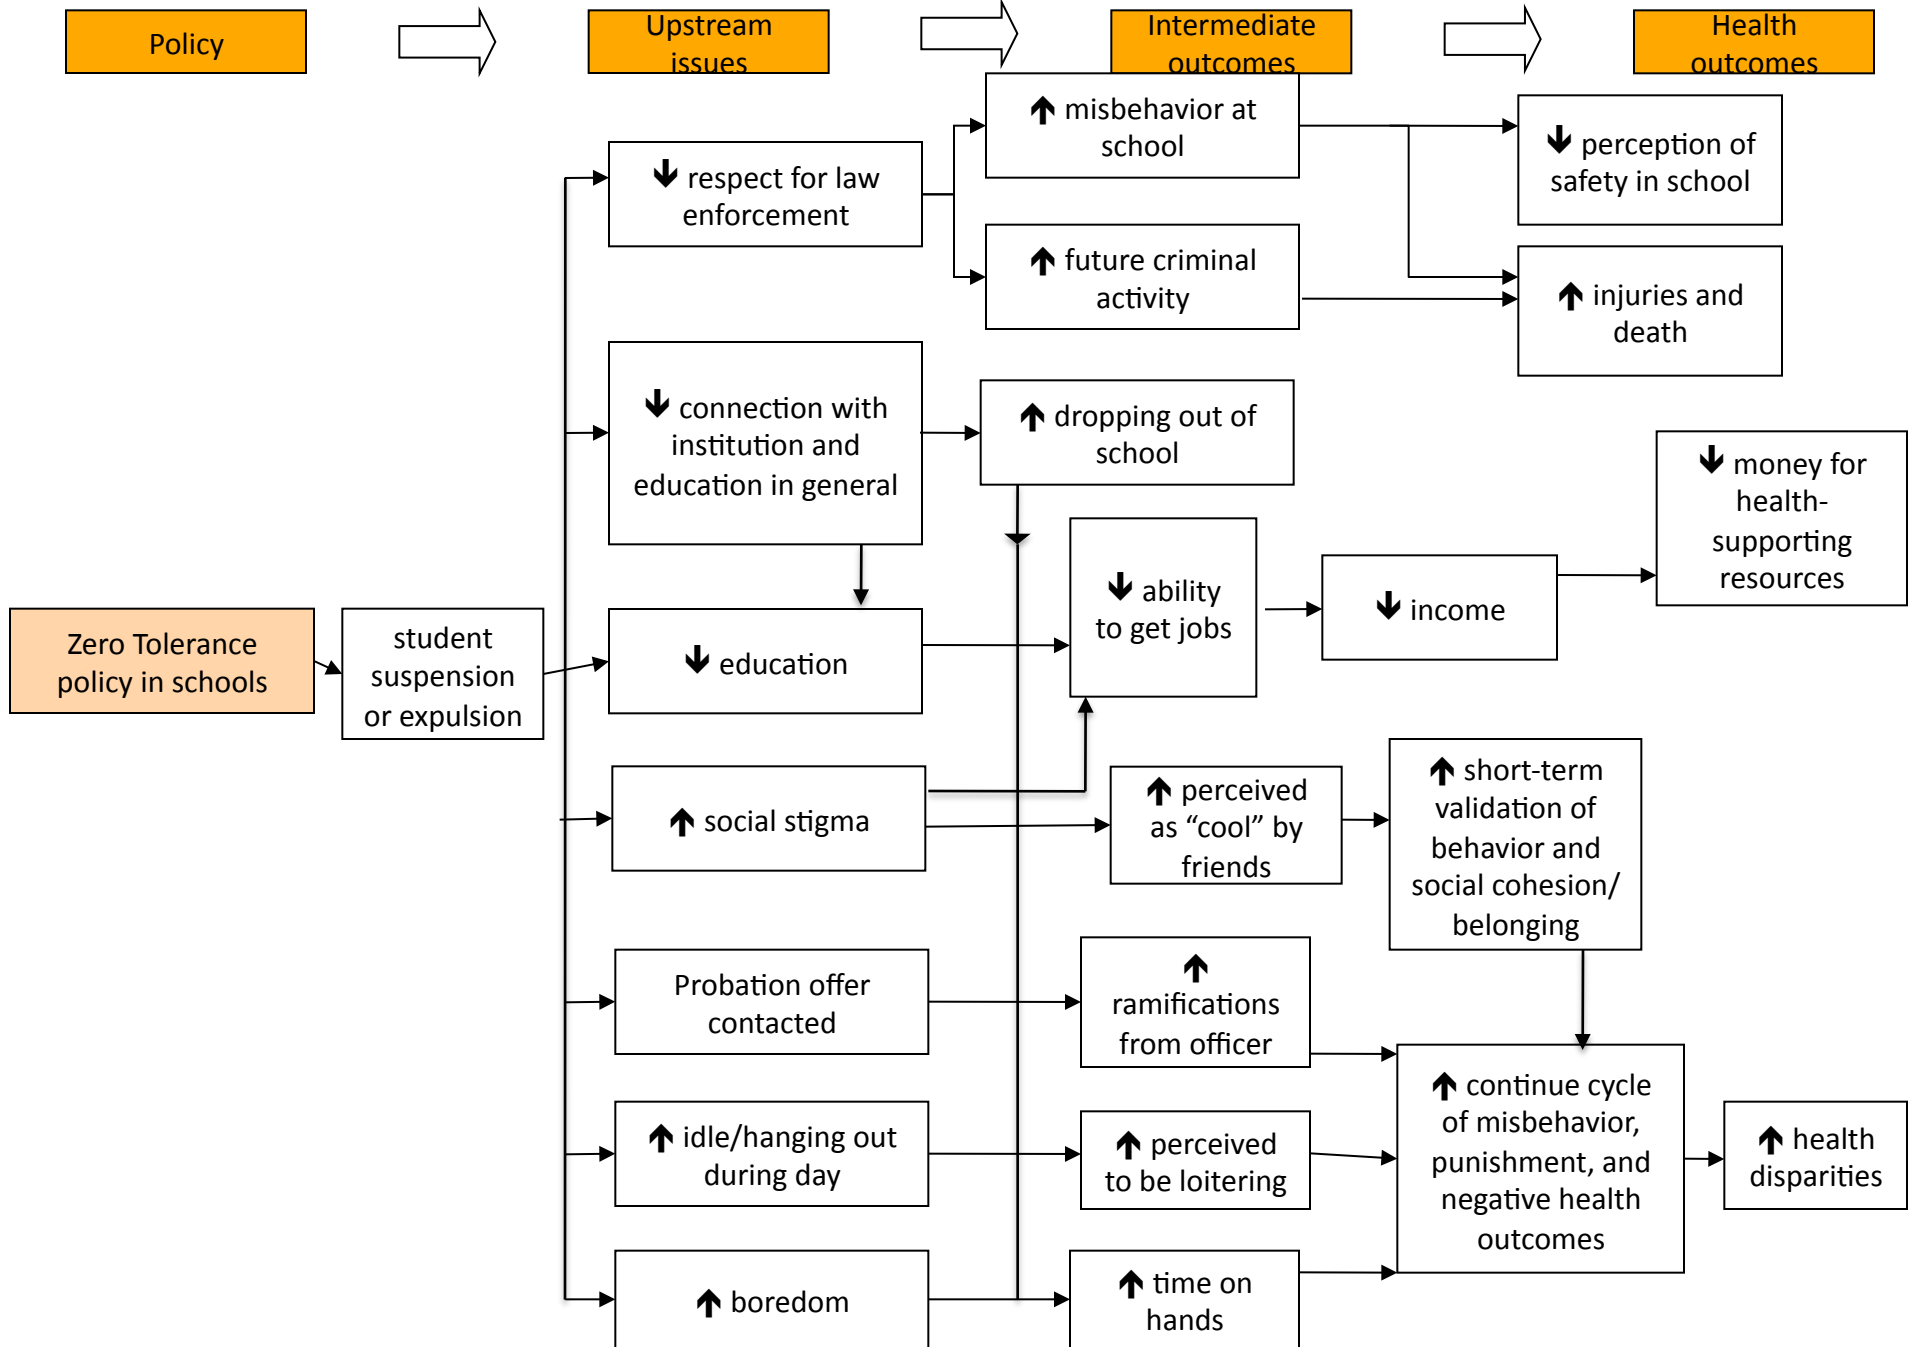 Policy
Upstream
issues
Intermediate
outcomes
Health
outcomes
Zero Tolerance
policy in schools
student
suspension
or expulsion
↓ respect for law
enforcement
↓ connection with
institution and
education in general
↓ education
↑ social stigma
Probation offer
contacted
↑ idle/hanging out
during day
↑ boredom
↑ misbehavior at
school
↑ future criminal
activity
↑ dropping out of
school
↓ ability
to get jobs
↑ perceived
as “cool” by
friends
↑
ramifications
from officer
↑ perceived
to be loitering
↑ time on
hands
↓ income
↑ short-term
validation of
behavior and
social cohesion/
belonging
↑ continue cycle
of misbehavior,
punishment, and
negative health
outcomes
↓ perception of
safety in school
↑ injuries and
death
↓ money for
health-
supporting
resources
↑ health
disparities